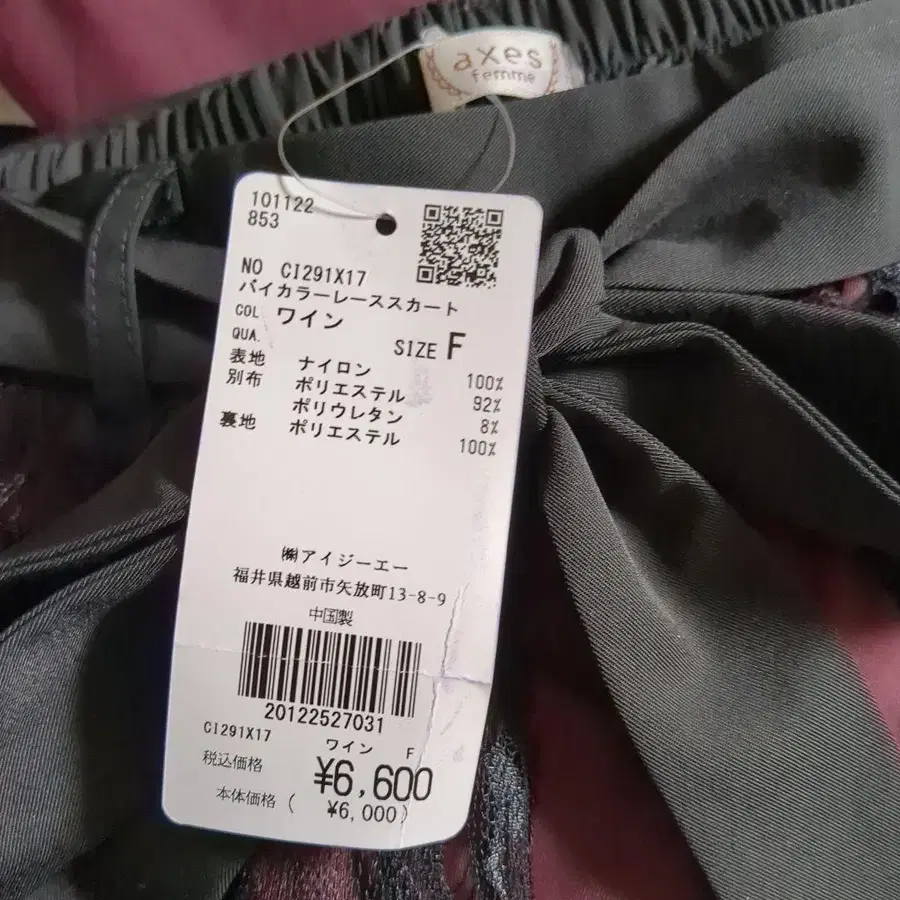 axes
femme
101122
853
NO CI291X17
バイカラーレーススカート
COL ワイン
QUA. SIZE F
表地 ナイロン 100%
別布 ポリエステル 92%
ポリウレタン 8%
裏地 ポリエステル 100%
㈱アイジーエー
福井県越前市矢放町13-8-9
中国製
20122527031
CI291X17 ワイン F
税込価格 ¥6,600
本体価格( ¥6,000)